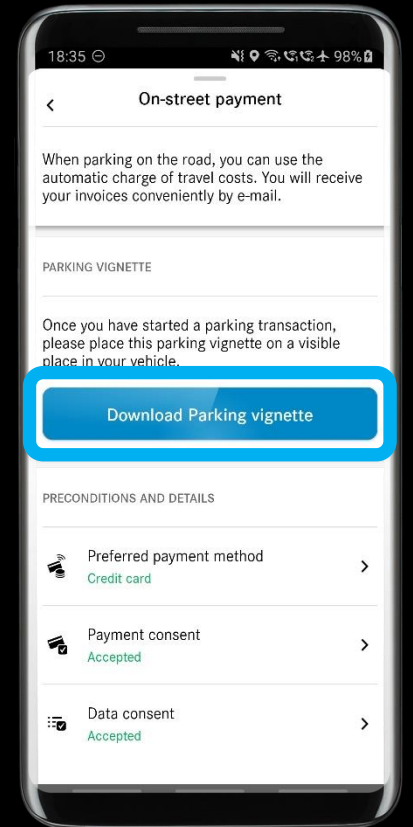 18:35 98%
On-street payment
When parking on the road, you can use the
automatic charge of travel costs. You will receive
your invoices conveniently by e-mail.
PARKING VIGNETTE
Once you have started a parking transaction,
please place this parking vignette on a visible
place in your vehicle.
Download Parking vignette
PRECONDITIONS AND DETAILS
Preferred payment method
Credit card
Payment consent
Accepted
Data consent
Accepted